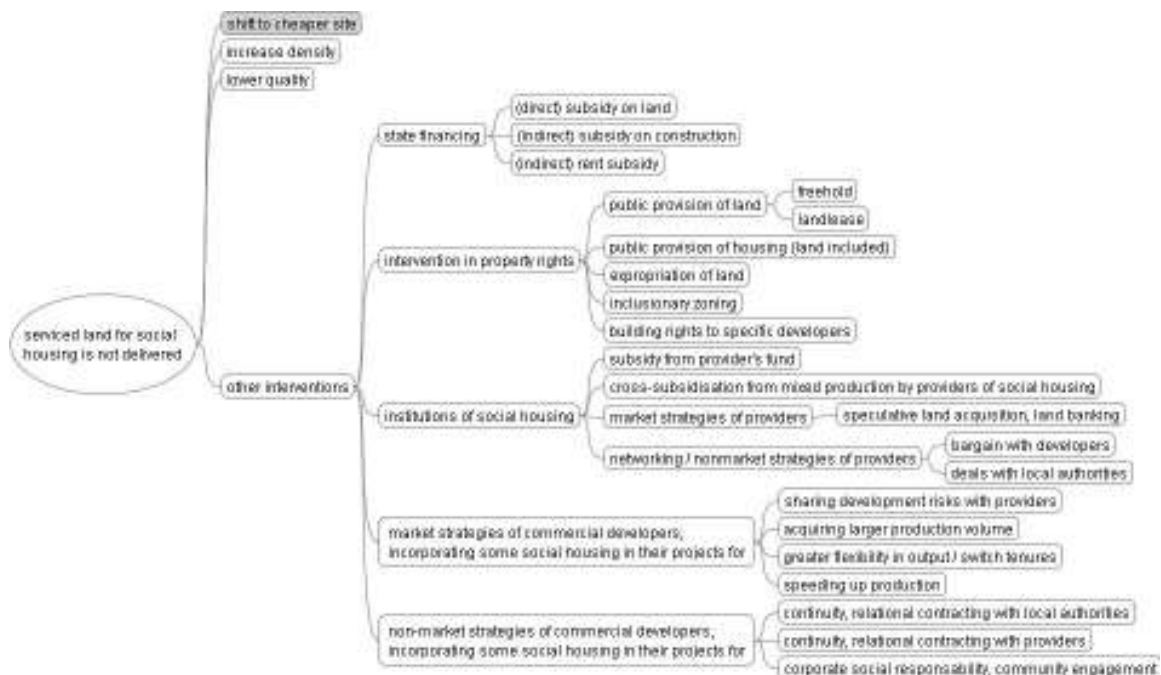 shift to cheaper site
increase density
lower quality
serviced land for social
housing is not delivered
other interventions
state financing
(direct) subsidy on land
(indirect) subsidy on construction
(indirect) rent subsidy
intervention in property rights
public provision of land
freehold
landlease
public provision of housing (land included)
expropriation of land
inclusionary zoning
building rights to specific developers
institutions of social housing
subsidy from provider's fund
cross-subsidisation from mixed production by providers of social housing
market strategies of providers
speculative land acquisition, land banking
networking / nonmarket strategies of providers
bargain with developers
deals with local authorities
market strategies of commercial developers,
incorporating some social housing in their projects for
sharing development risks with providers
acquiring larger production volume
greater flexibility in output / switch tenures
speeding up production
non-market strategies of commercial developers,
incorporating some social housing in their projects for
continuity, relational contracting with local authorities
continuity, relational contracting with providers
corporate social responsability, community engagement